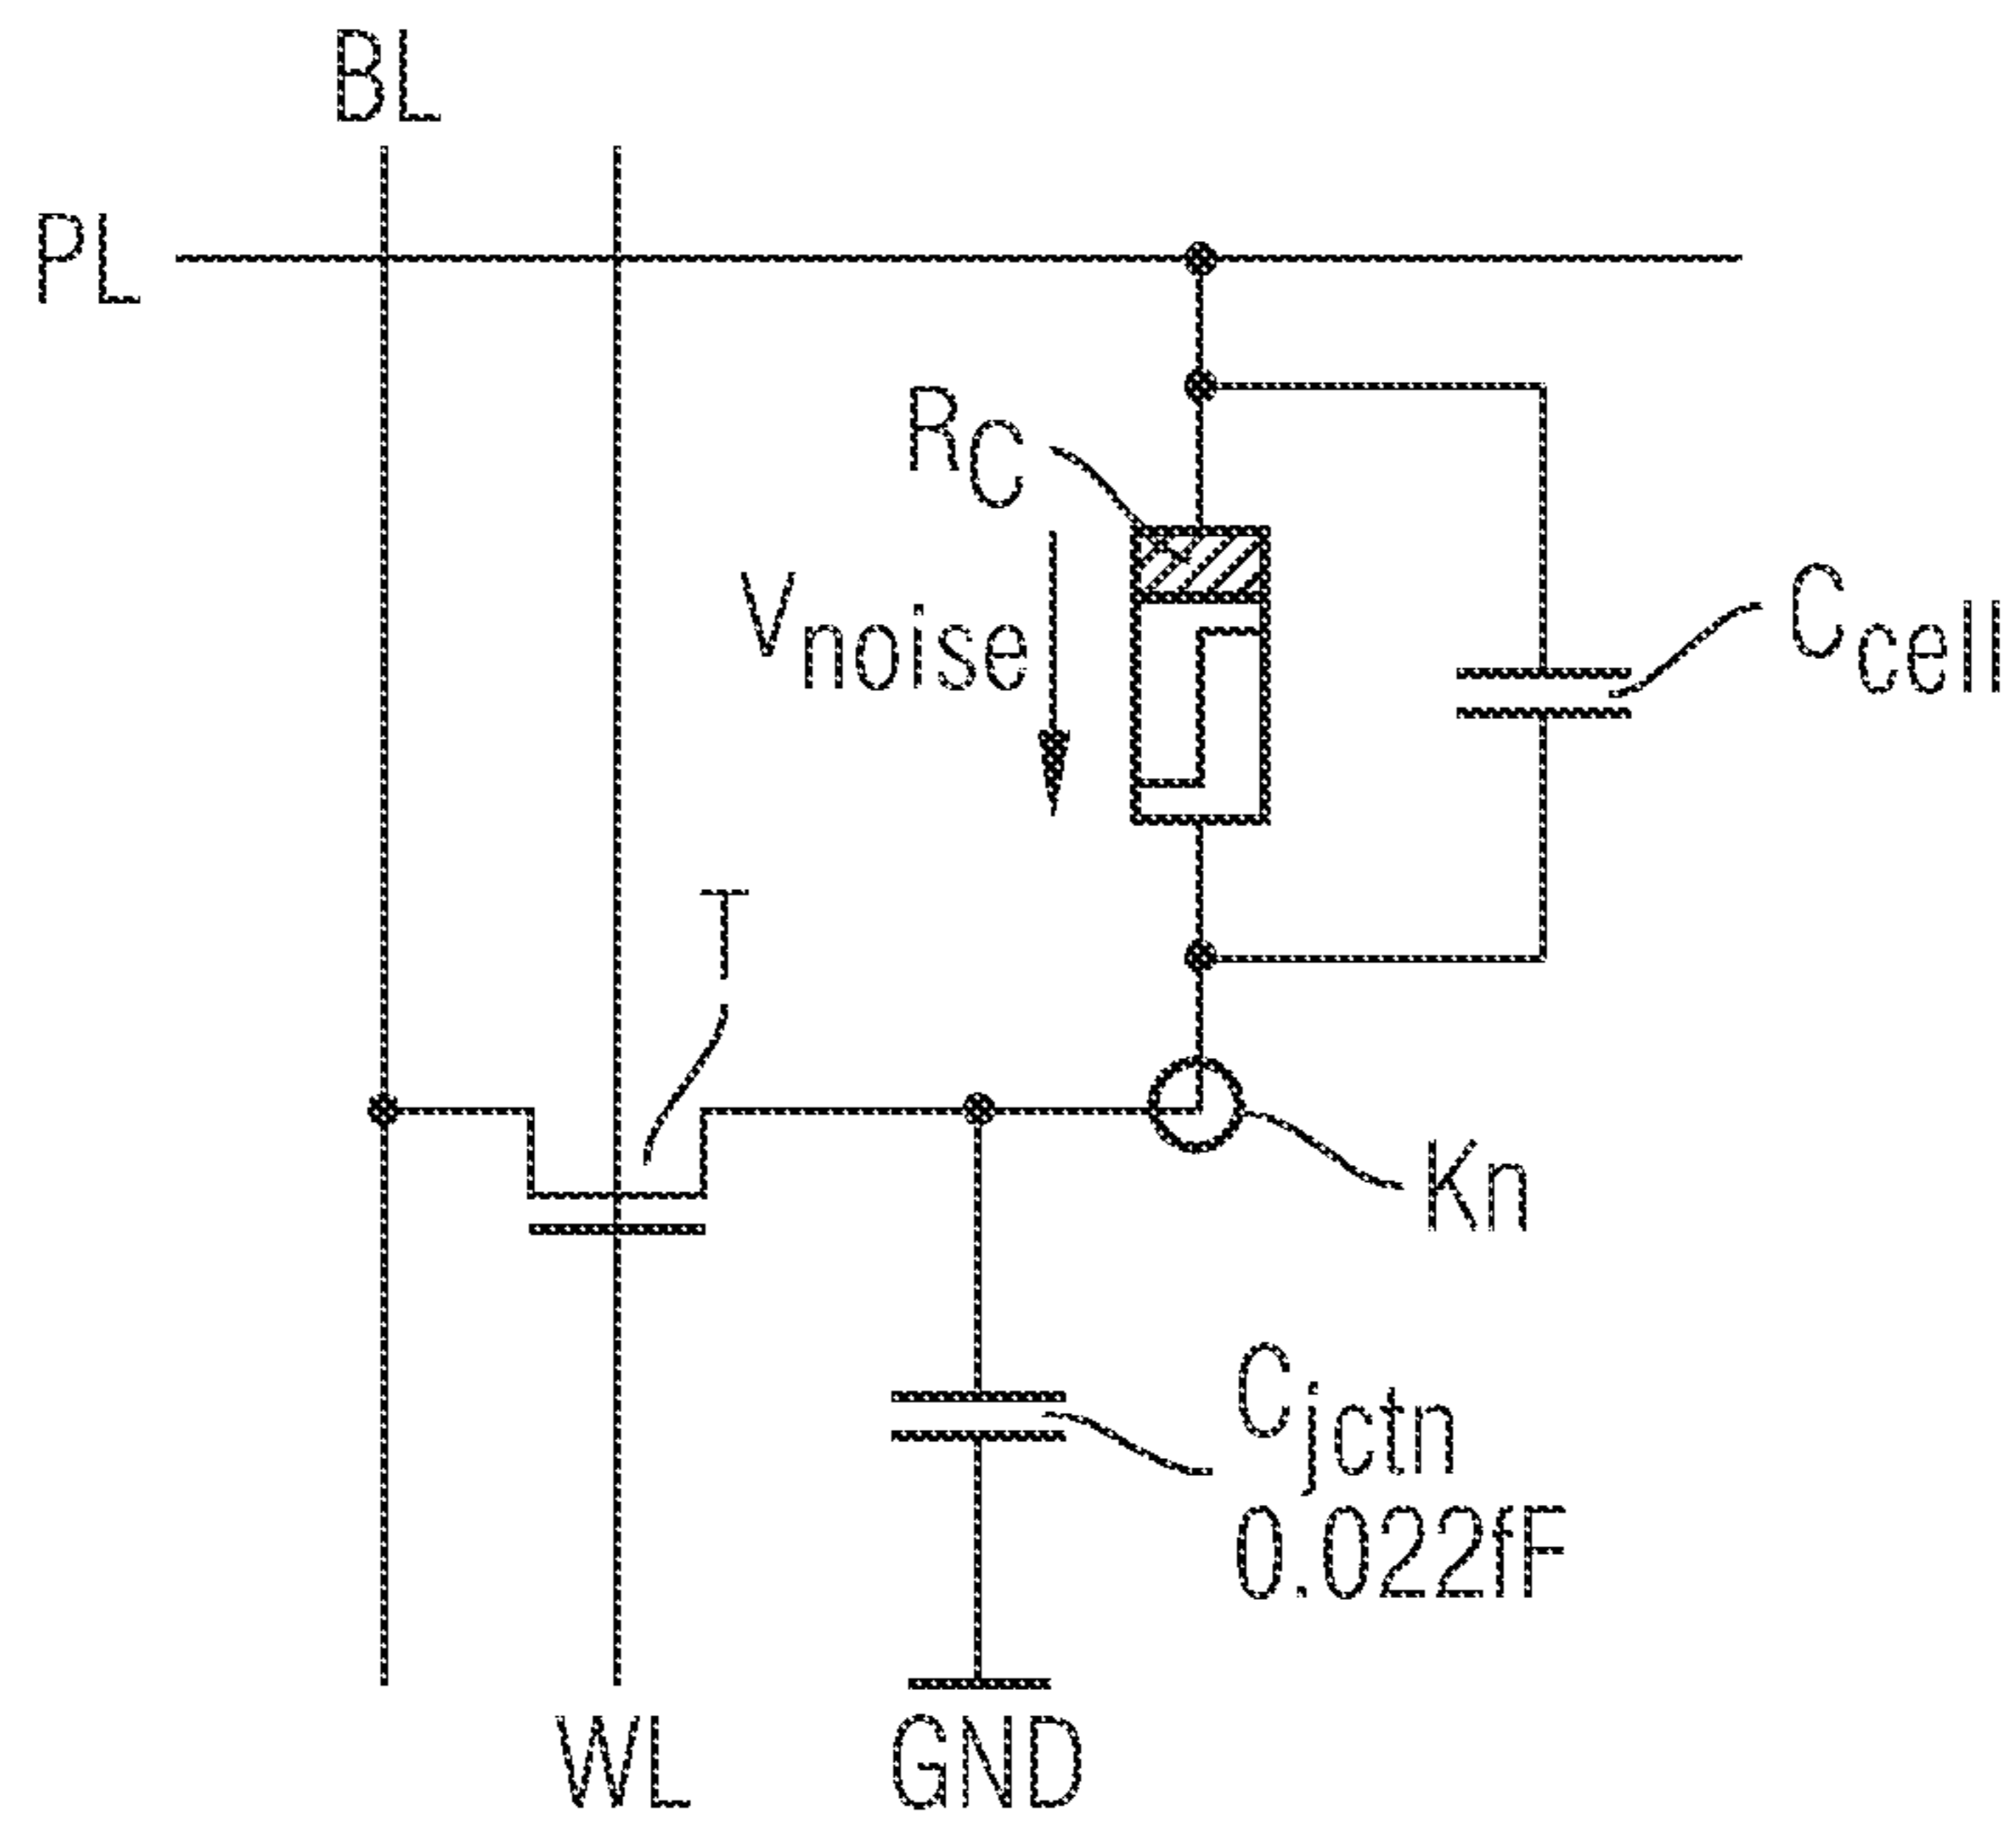 BL
PL
RC
Vnoise
Ccell
T
Kn
Cjctn
0.022fF
WL
GND